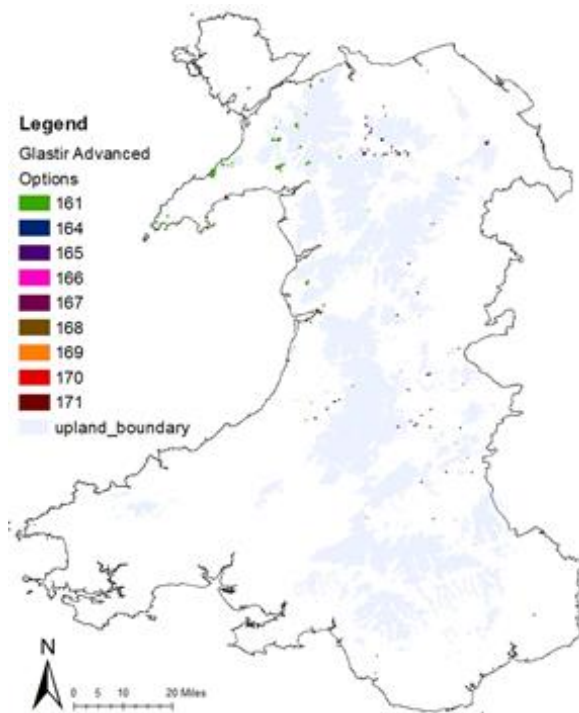 Legend
Glastir Advanced
Options
161
164
165
166
167
168
169
170
171
upland_boundary
N
0 5 10 20 Miles